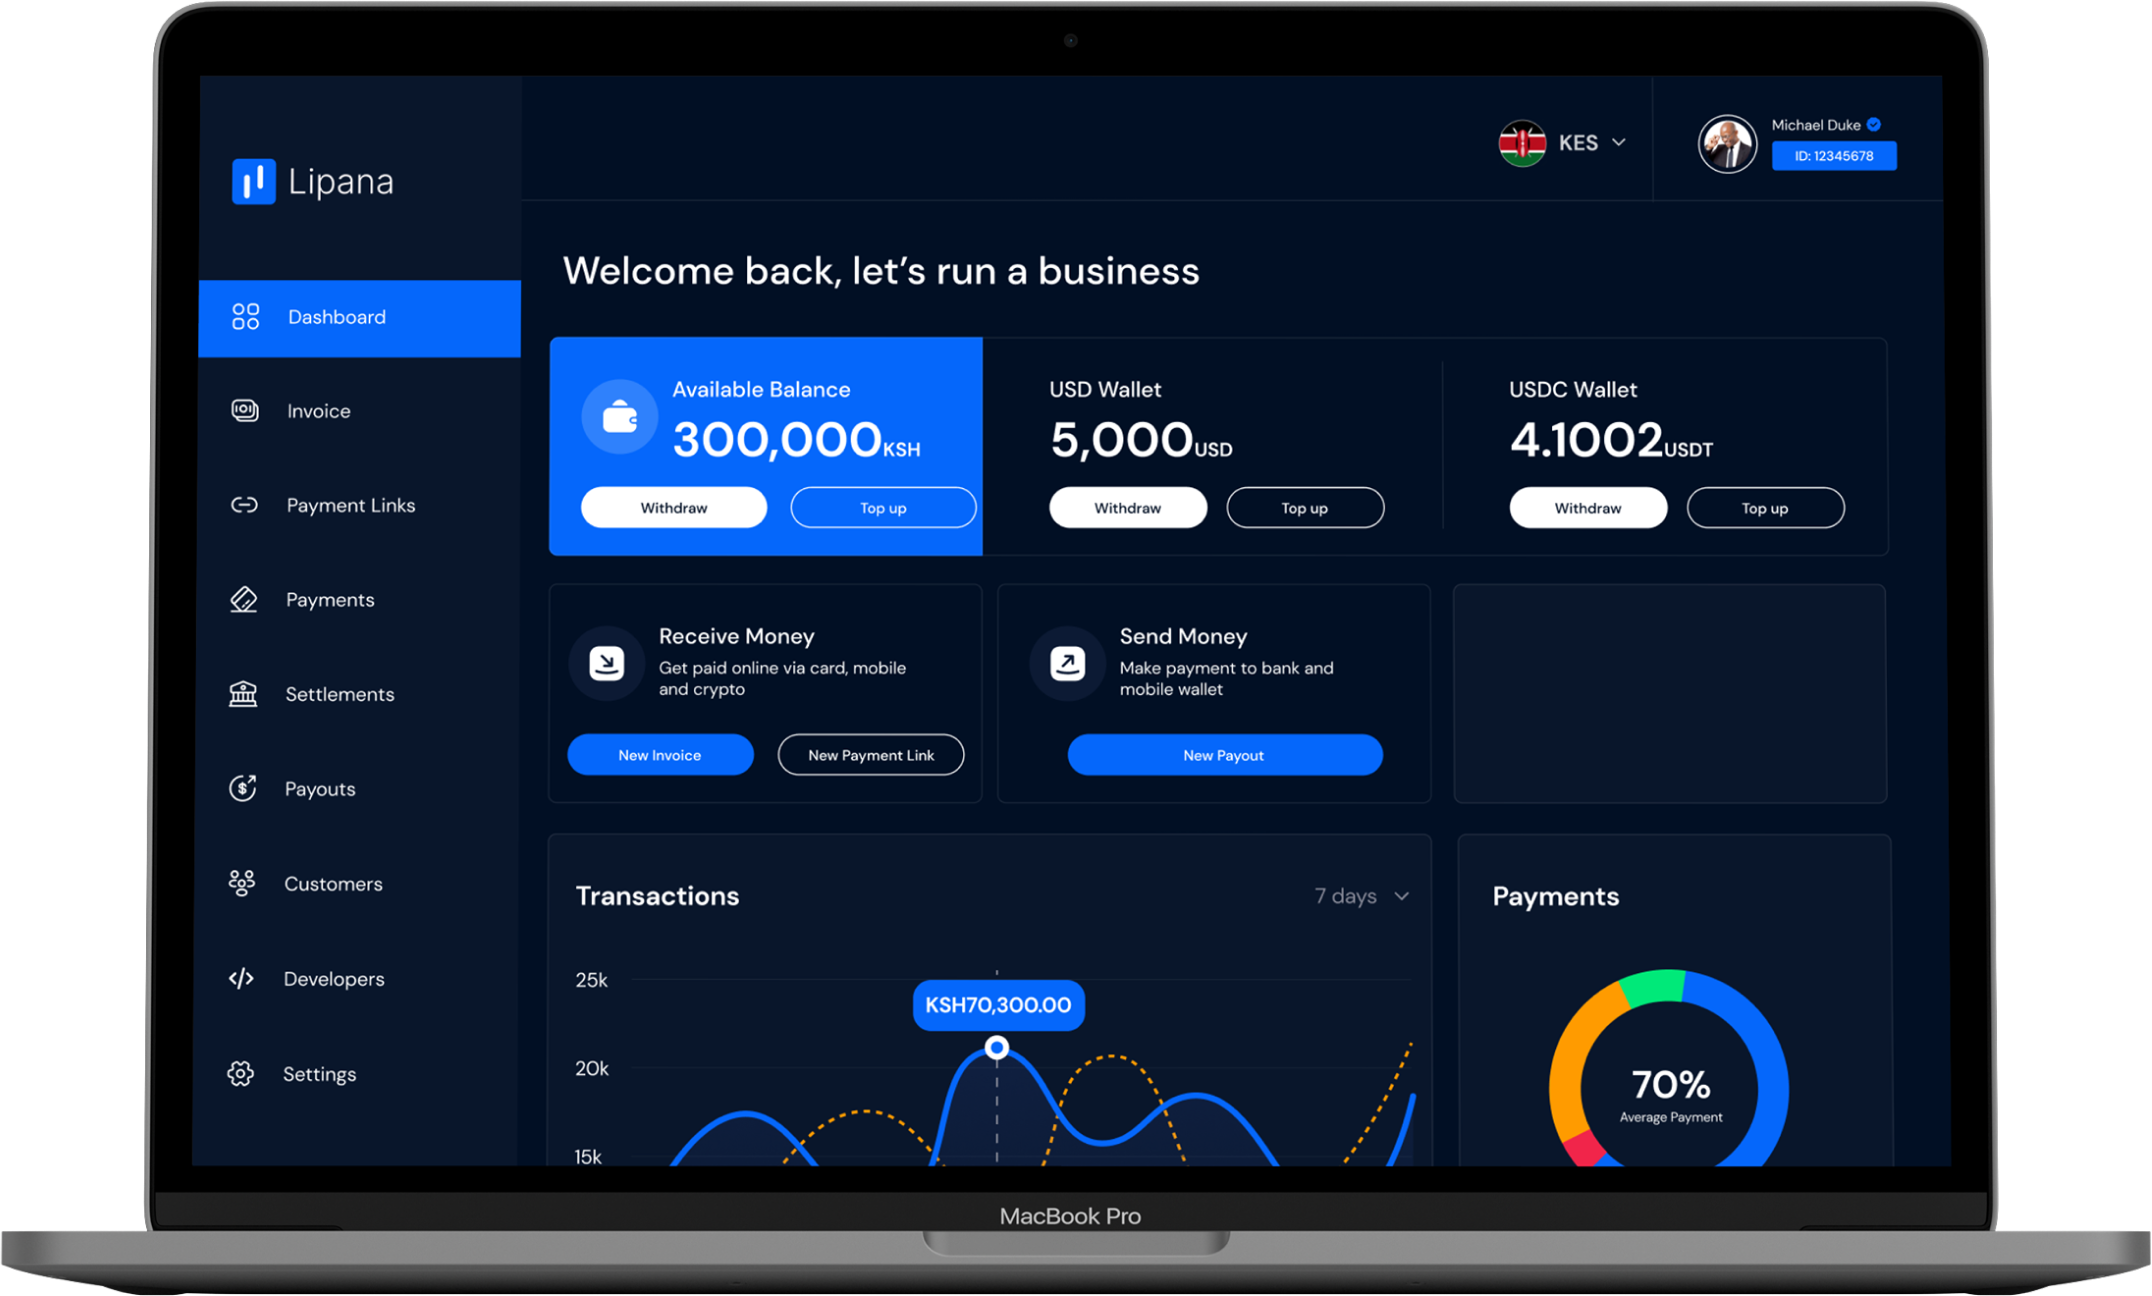 KES
Michael Duke
ID: 12345678
Lipana
Welcome back, let's run a business
Dashboard
Invoice
Payment Links
Payments
Settlements
Payouts
Customers
Developers
Settings
Available Balance
300,000KSH
Withdraw
Top up
USD Wallet
5,000USD
Withdraw
Top up
USDC Wallet
4.1002USDT
Withdraw
Top up
Receive Money
Get paid online via card, mobile
and crypto
New Invoice
New Payment Link
Send Money
Make payment to bank and
mobile wallet
New Payout
Transactions
7 days
25k
20k
15k
KSH70,300.00
Payments
70%
Average Payment
MacBook Pro